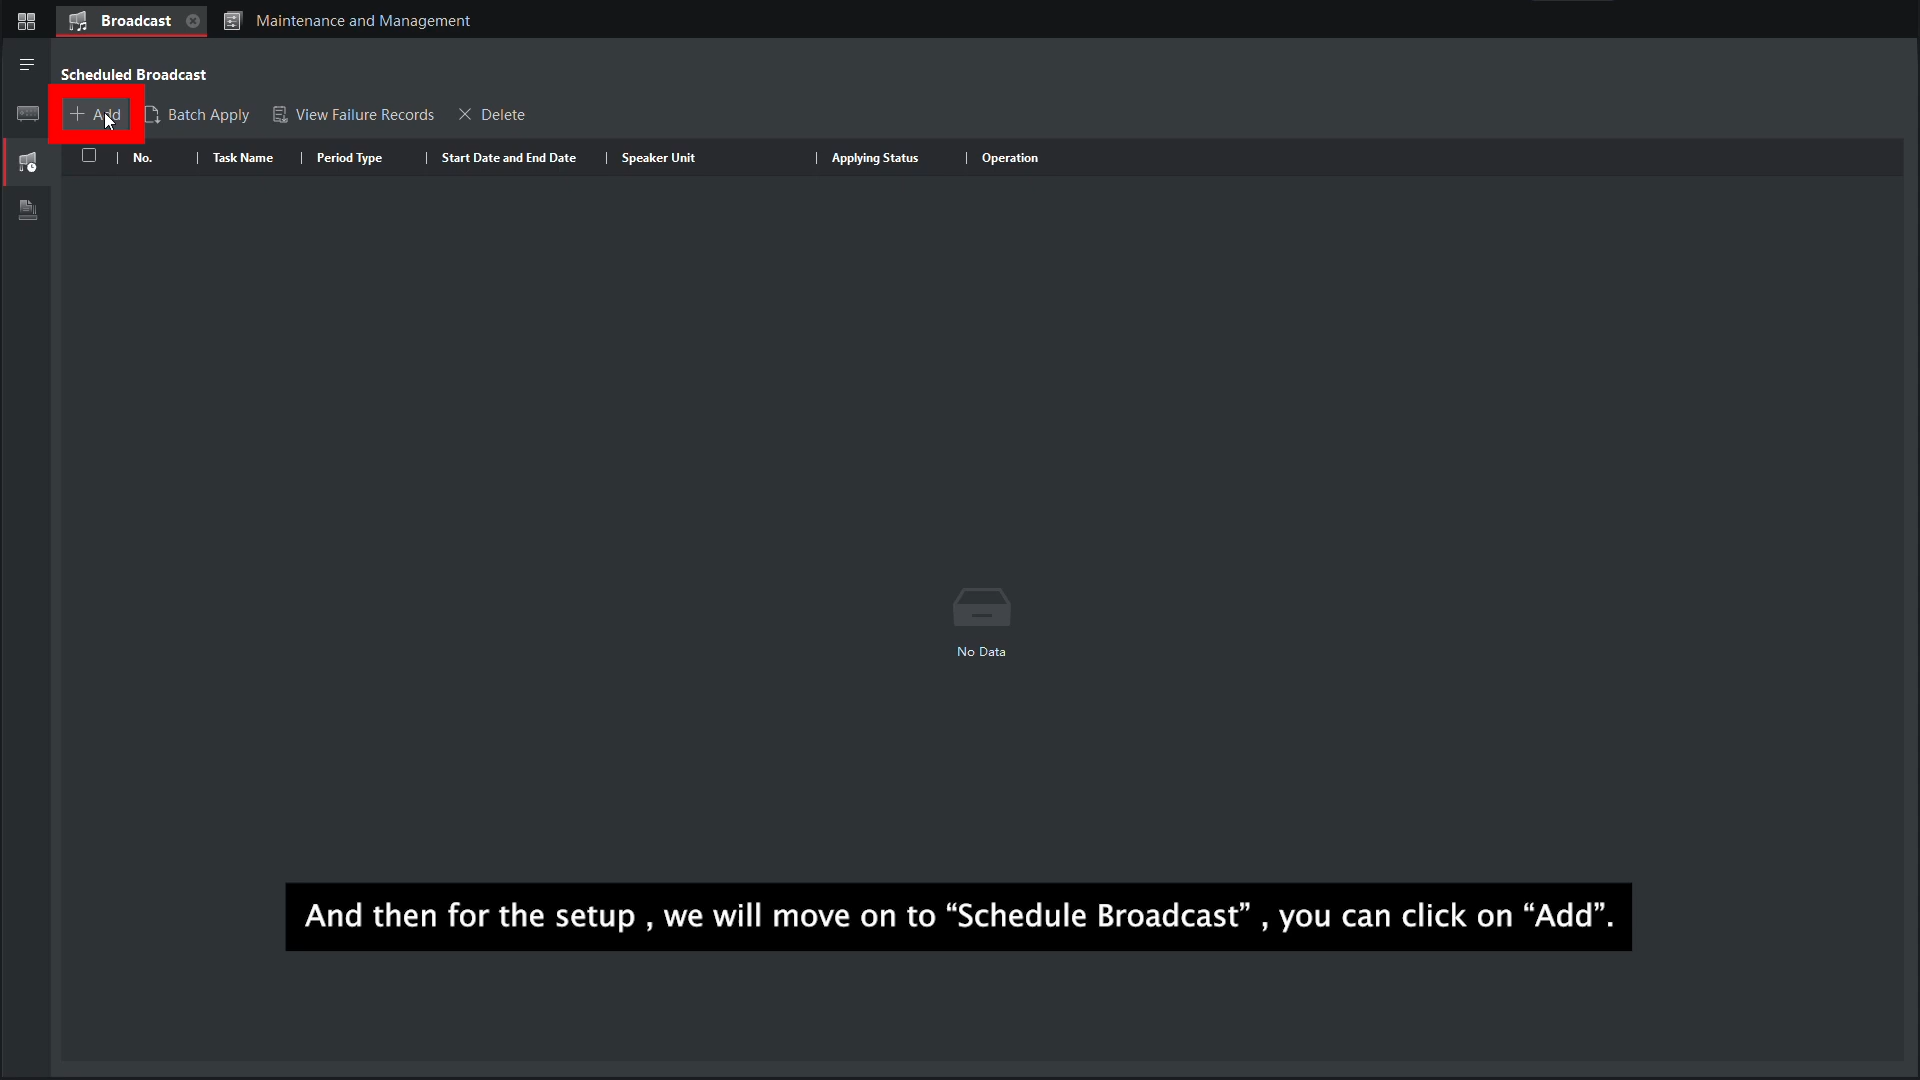 Broadcast
Maintenance and Management
Scheduled Broadcast
Add
Batch Apply
View Failure Records
Delete
No.
Task Name
Period Type
Start Date and End Date
Speaker Unit
Applying Status
Operation
No Data
And then for the setup , we will move on to “Schedule Broadcast” , you can click on “Add”.